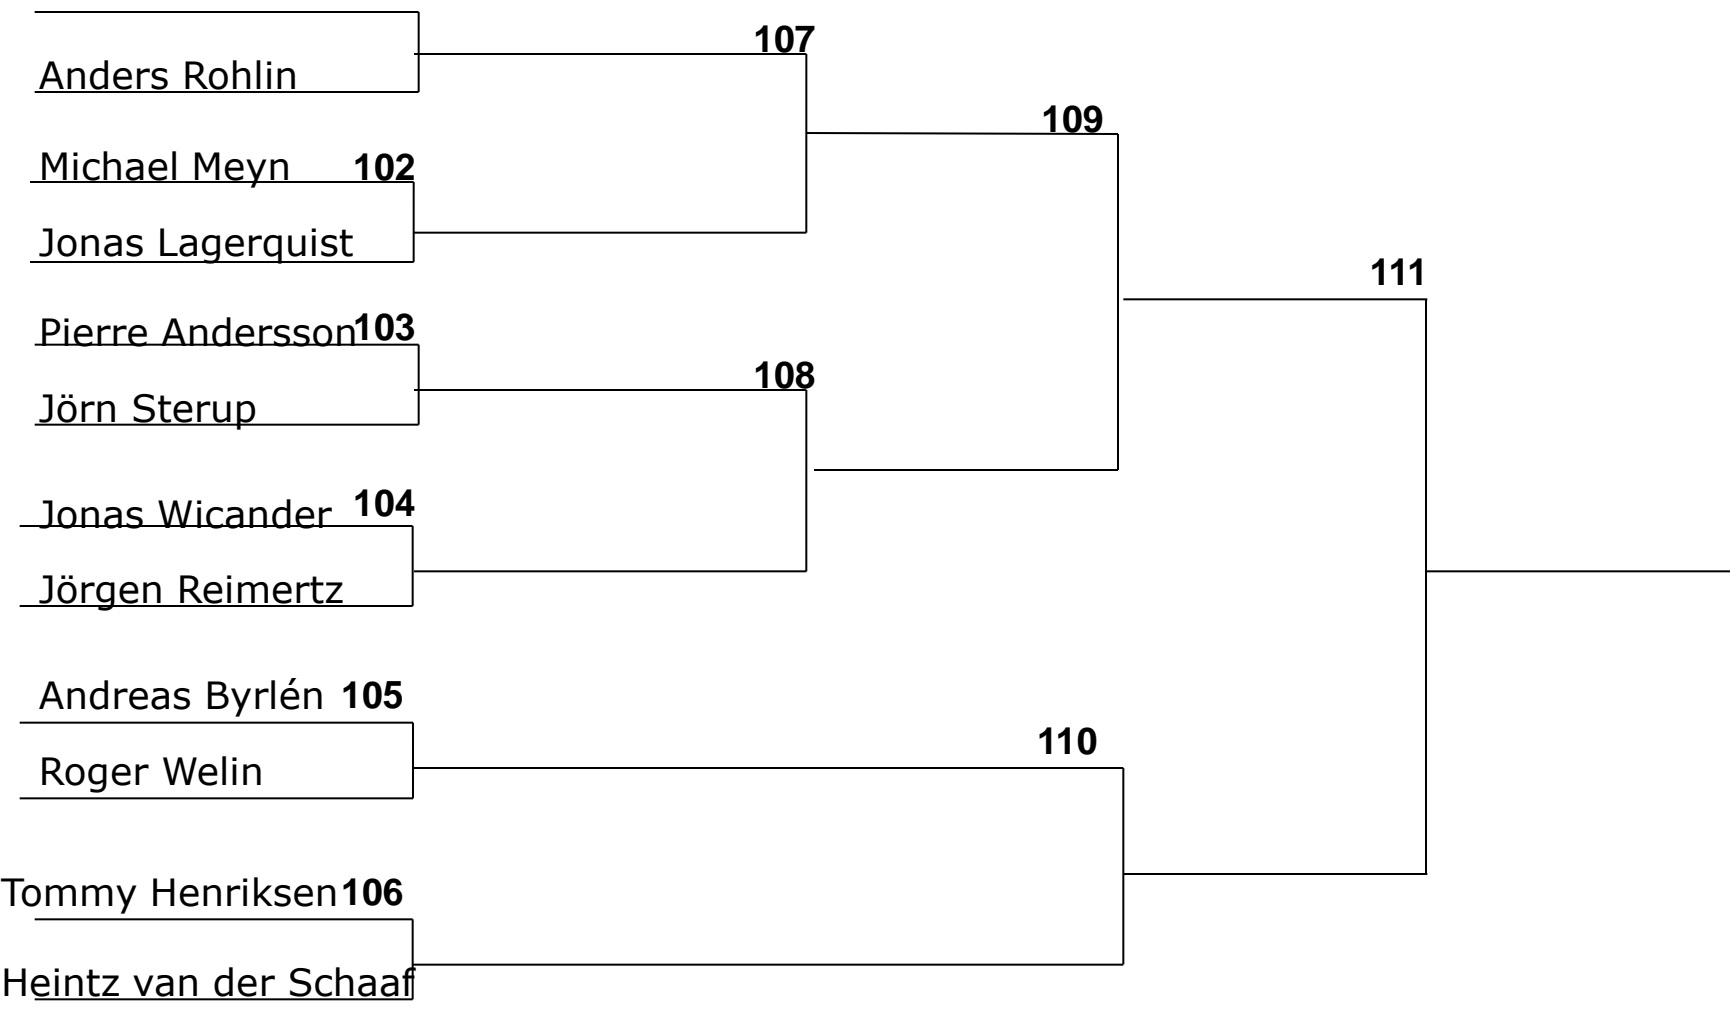 107
Anders Rohlin
109
Michael Meyn 102
Jonas Lagerquist
111
Pierre Andersson 103
108
Jörn Sterup
Jonas Wicander 104
Jörgen Reimertz
Andreas Byrlén 105
110
Roger Welin
Tommy Henriksen 106
Heintz van der Schaaf